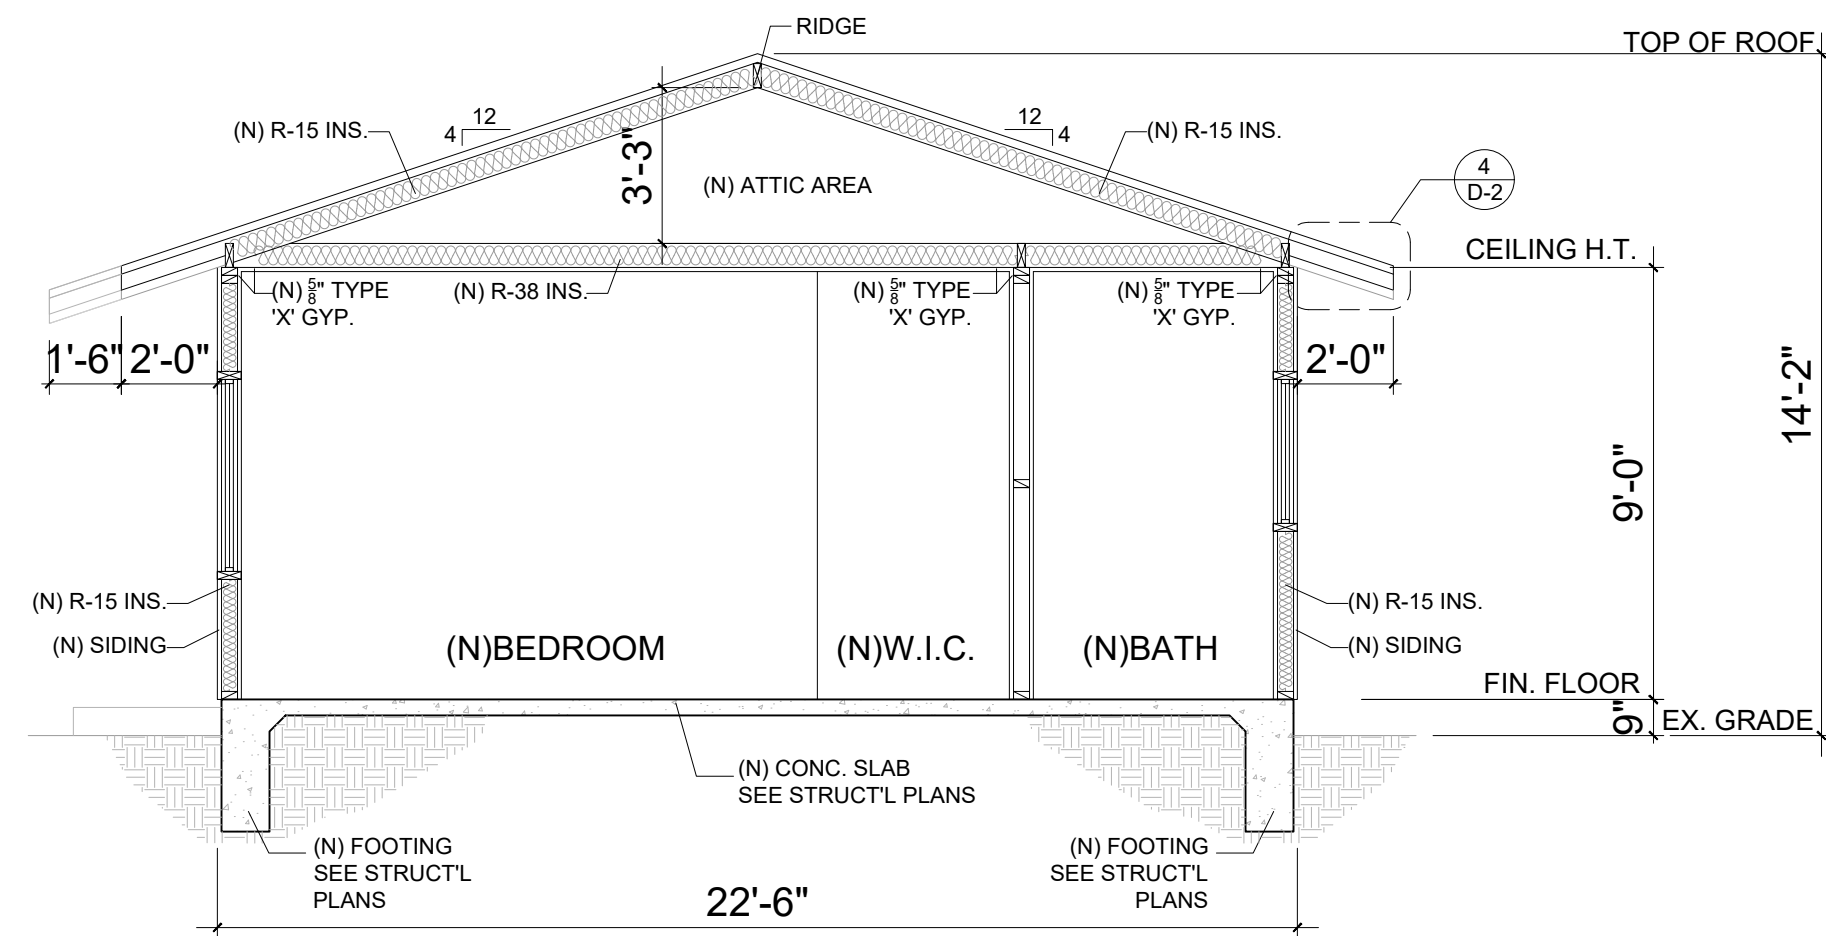 RIDGE
TOP OF ROOF
12
4
12
4
(N) R-15 INS.
(N) R-15 INS.
3'-3"
(N) ATTIC AREA
4
D-2
CEILING H.T.
(N) 5/8" TYPE
'X' GYP.
(N) R-38 INS.
(N) 5/8" TYPE
'X' GYP.
(N) 5/8" TYPE
'X' GYP.
1'-6"
2'-0"
2'-0"
14'-2"
9'-0"
(N) R-15 INS.
(N) SIDING
(N)BEDROOM
(N)W.I.C.
(N)BATH
(N) R-15 INS.
(N) SIDING
FIN. FLOOR
9"
EX. GRADE
(N) CONC. SLAB
SEE STRUCT'L PLANS
(N) FOOTING
SEE STRUCT'L
PLANS
(N) FOOTING
SEE STRUCT'L
PLANS
22'-6"